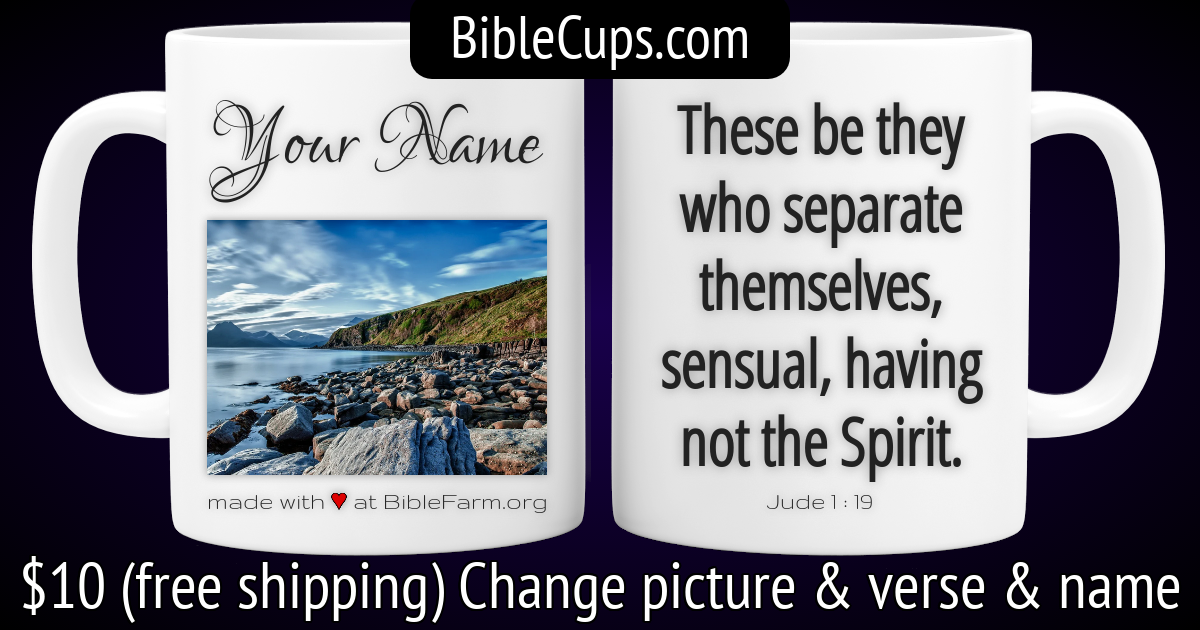 BibleCups.com
Your Name
made with ♥ at BibleFarm.org
These be they
who separate
themselves,
sensual, having
not the Spirit.
Jude 1 : 19
$10 (free shipping) Change picture & verse & name